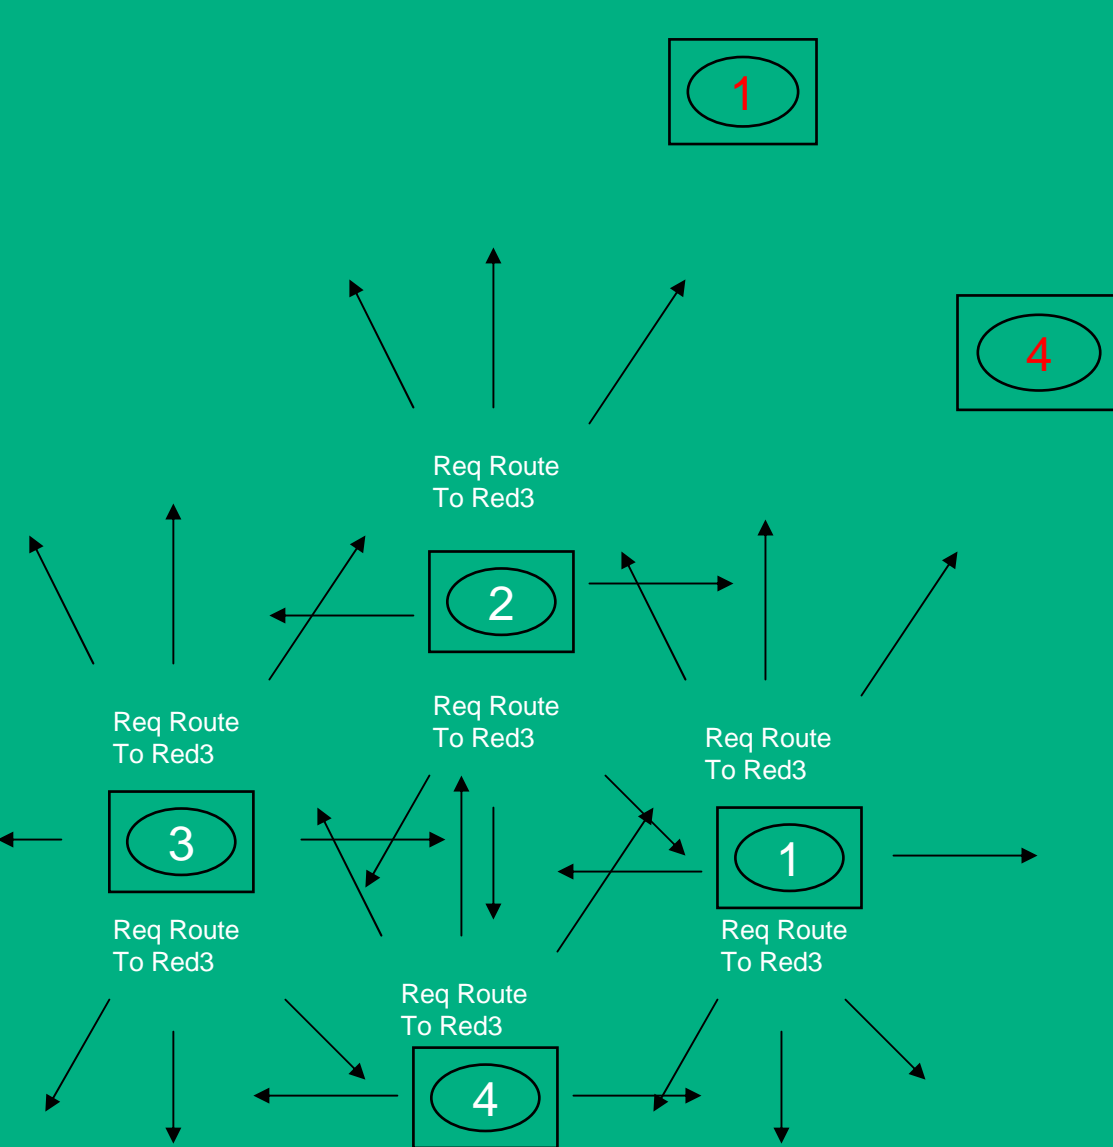 1
4
Req Route
To Red3
2
Req Route
To Red3
Req Route
To Red3
Req Route
To Red3
3
1
Req Route
To Red3
Req Route
To Red3
Req Route
To Red3
4